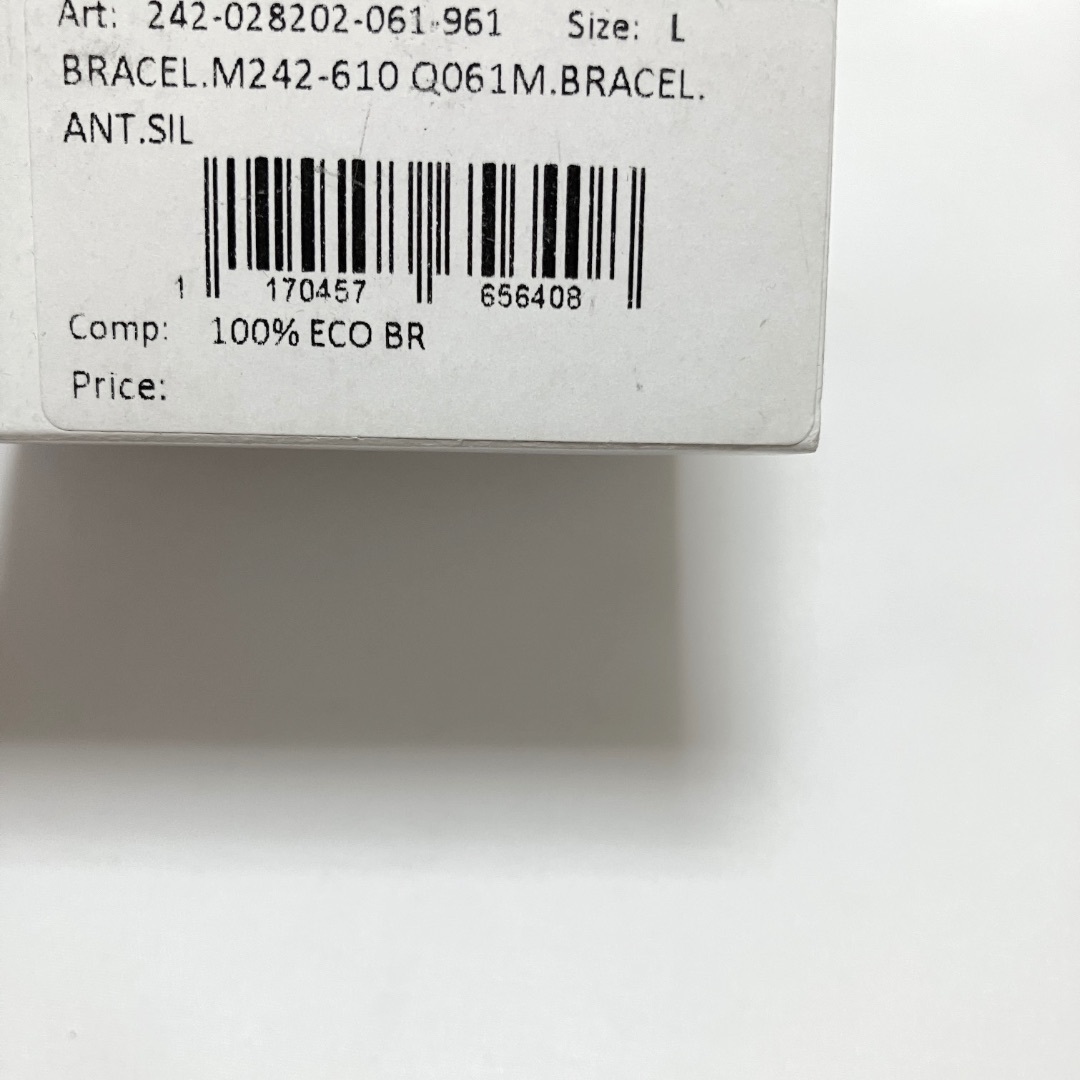 Art: 242-028202-061-961 Size: L
BRACEL.M242-610 Q061M.BRACEL.
ANT.SIL
1 170457 656408
Comp: 100% ECO BR
Price: